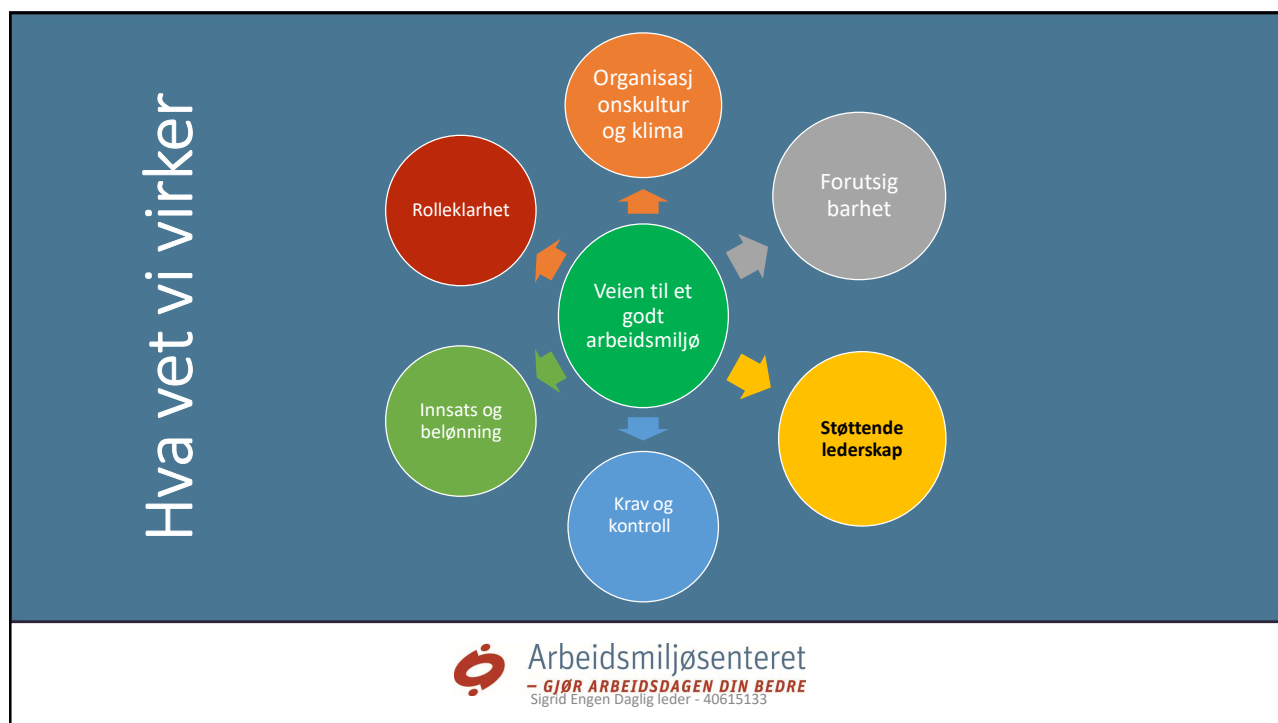 Hva vet vi virker
Organisasj
onskultur
og klima
Forutsig
barhet
Støttende
lederskap
Krav og
kontroll
Innsats og
belønning
Rolleklarhet
Veien til et
godt
arbeidsmiljø
Arbeidsmiljøsenteret
– GJØR ARBEIDSDAGEN DIN BEDRE
Sigrid Engen Daglig leder - 40615133